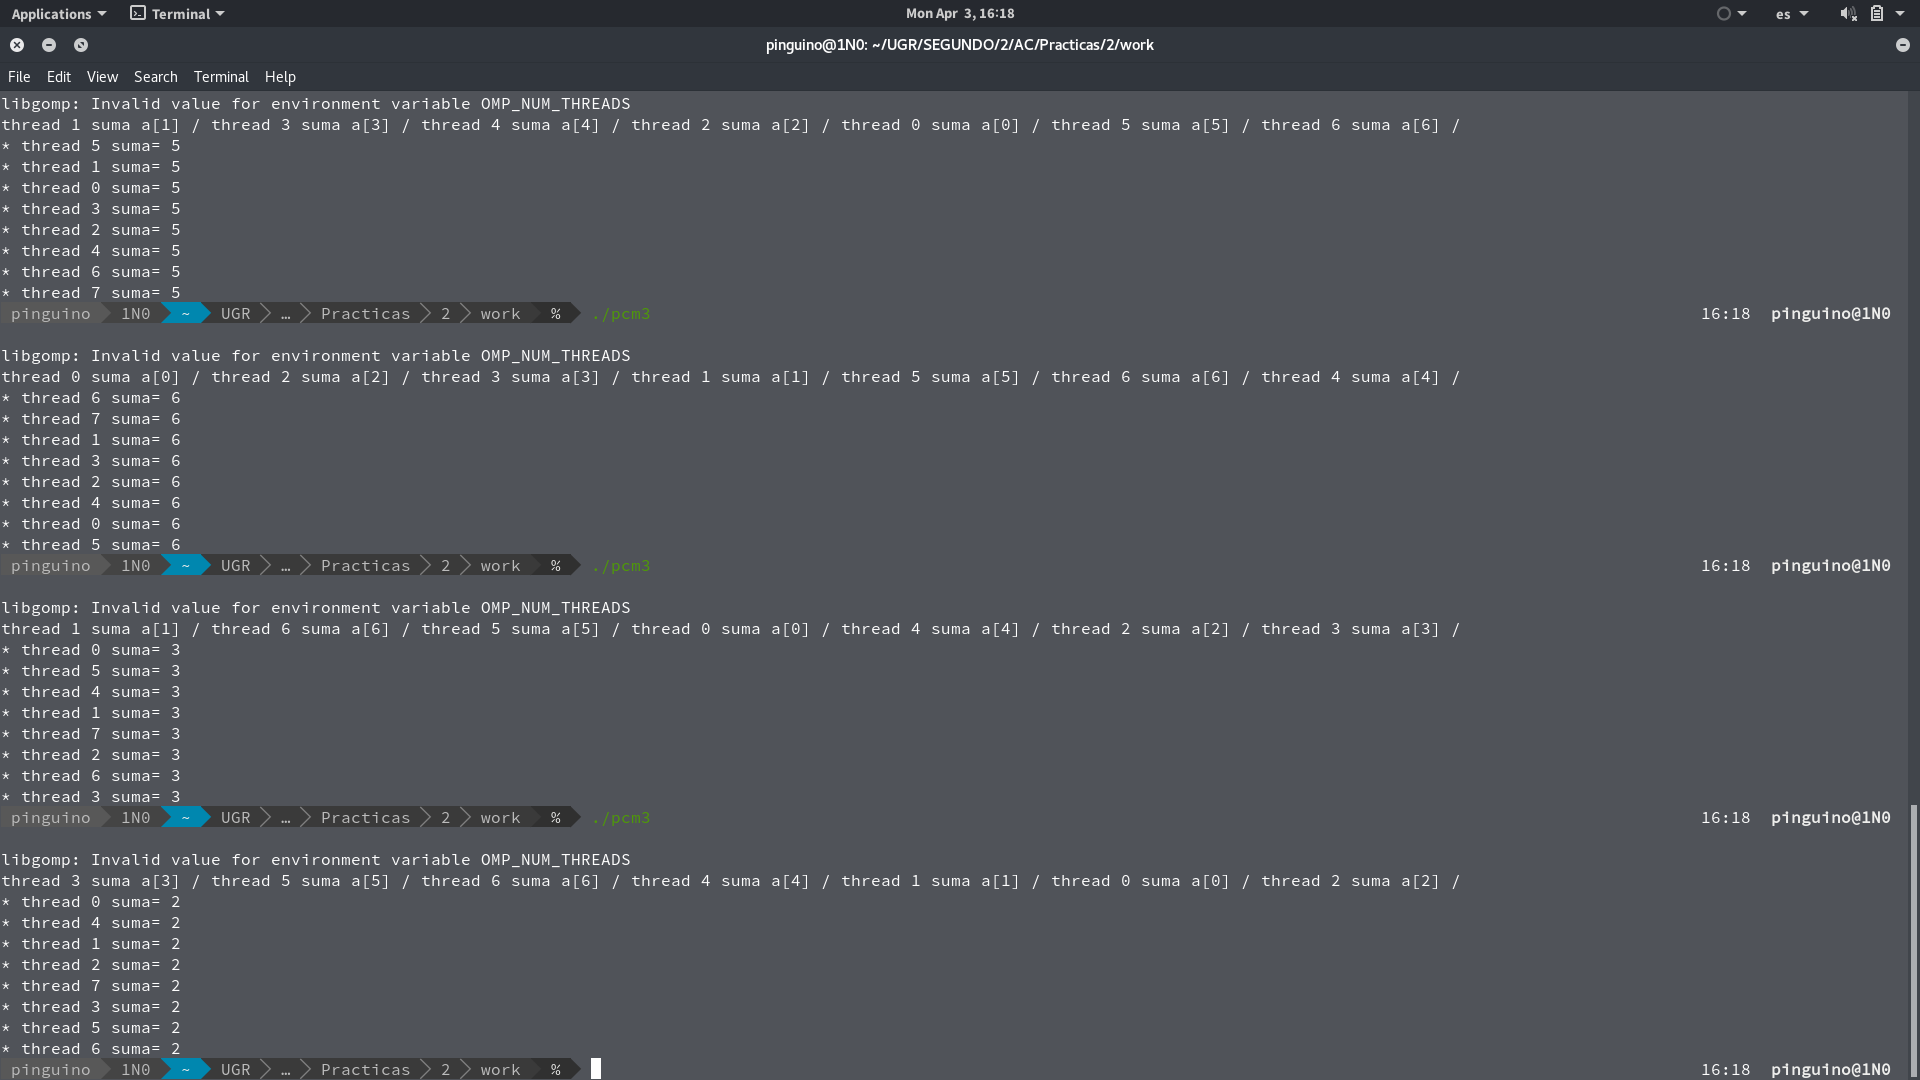 Applications Terminal Mon Apr 3, 16:18 es
pinguino@1N0: ~/UGR/SEGUNDO/2/AC/Practicas/2/work
File Edit View Search Terminal Help
libgomp: Invalid value for environment variable OMP_NUM_THREADS
thread 1 suma a[1] / thread 3 suma a[3] / thread 4 suma a[4] / thread 2 suma a[2] / thread 0 suma a[0] / thread 5 suma a[5] / thread 6 suma a[6] /
* thread 5 suma= 5
* thread 1 suma= 5
* thread 0 suma= 5
* thread 3 suma= 5
* thread 2 suma= 5
* thread 4 suma= 5
* thread 6 suma= 5
* thread 7 suma= 5
pinguino 1N0 ~ UGR … Practicas 2 work % ./pcm3 16:18 pinguino@1N0
libgomp: Invalid value for environment variable OMP_NUM_THREADS
thread 0 suma a[0] / thread 2 suma a[2] / thread 3 suma a[3] / thread 1 suma a[1] / thread 5 suma a[5] / thread 6 suma a[6] / thread 4 suma a[4] /
* thread 6 suma= 6
* thread 7 suma= 6
* thread 1 suma= 6
* thread 3 suma= 6
* thread 2 suma= 6
* thread 4 suma= 6
* thread 0 suma= 6
* thread 5 suma= 6
pinguino 1N0 ~ UGR … Practicas 2 work % ./pcm3 16:18 pinguino@1N0
libgomp: Invalid value for environment variable OMP_NUM_THREADS
thread 1 suma a[1] / thread 6 suma a[6] / thread 5 suma a[5] / thread 0 suma a[0] / thread 4 suma a[4] / thread 2 suma a[2] / thread 3 suma a[3] /
* thread 0 suma= 3
* thread 5 suma= 3
* thread 4 suma= 3
* thread 1 suma= 3
* thread 7 suma= 3
* thread 2 suma= 3
* thread 6 suma= 3
* thread 3 suma= 3
pinguino 1N0 ~ UGR … Practicas 2 work % ./pcm3 16:18 pinguino@1N0
libgomp: Invalid value for environment variable OMP_NUM_THREADS
thread 3 suma a[3] / thread 5 suma a[5] / thread 6 suma a[6] / thread 4 suma a[4] / thread 1 suma a[1] / thread 0 suma a[0] / thread 2 suma a[2] /
* thread 0 suma= 2
* thread 4 suma= 2
* thread 1 suma= 2
* thread 2 suma= 2
* thread 7 suma= 2
* thread 3 suma= 2
* thread 5 suma= 2
* thread 6 suma= 2
pinguino 1N0 ~ UGR … Practicas 2 work % 16:18 pinguino@1N0